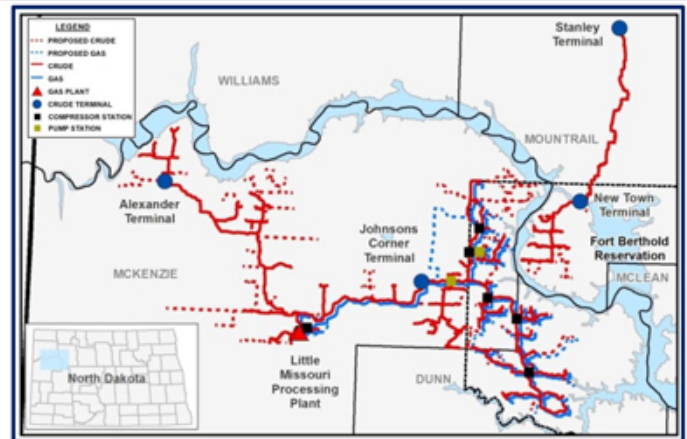 LEGEND
PROPOSED CRUDE
PROPOSED GAS
CRUDE
GAS
GAS PLANT
CRUDE TERMINAL
COMPRESSOR STATION
PUMP STATION
Stanley
Terminal
WILLIAMS
MOUNTRAIL
Alexander
Terminal
New Town
Terminal
Johnsons
Corner
Terminal
Fort Berthold
Reservation
MCKENZIE
MCLEAN
Little
Missouri
Processing
Plant
DUNN
North Dakota